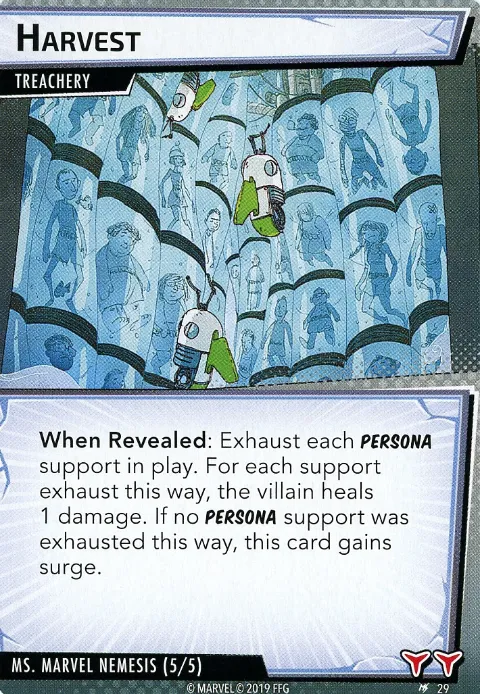 HARVEST
TREACHERY
When Revealed: Exhaust each PERSONA
support in play. For each support
exhaust this way, the villain heals
1 damage. If no PERSONA support was
exhausted this way, this card gains
surge.
MS. MARVEL NEMESIS (5/5)
© MARVEL © 2019 FFG
29